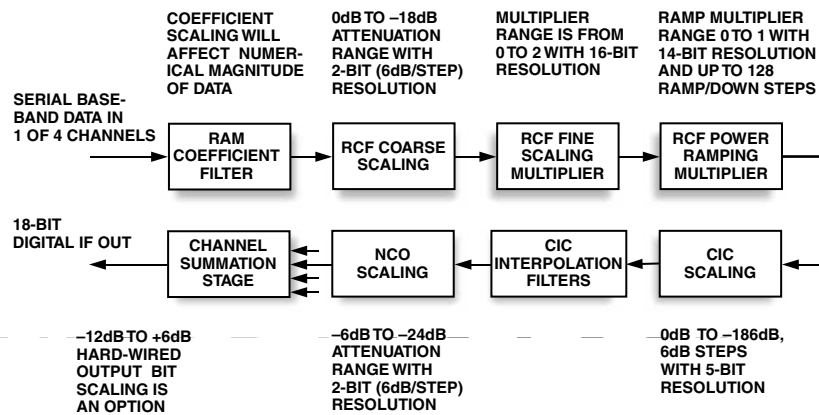 COEFFICIENT
SCALING WILL
AFFECT NUMER-
ICAL MAGNITUDE
OF DATA
0dB TO –18dB
ATTENUATION
RANGE WITH
2-BIT (6dB/STEP)
RESOLUTION
MULTIPLIER
RANGE IS FROM
0 TO 2 WITH 16-BIT
RESOLUTION
RAMP MULTIPLIER
RANGE 0 TO 1 WITH
14-BIT RESOLUTION
AND UP TO 128
RAMP/DOWN STEPS
SERIAL BASE-
BAND DATA IN
1 OF 4 CHANNELS
RAM
COEFFICIENT
FILTER
RCF COARSE
SCALING
RCF FINE
SCALING
MULTIPLIER
RCF POWER
RAMPING
MULTIPLIER
18-BIT
DIGITAL IF OUT
CHANNEL
SUMMATION
STAGE
NCO
SCALING
CIC
INTERPOLATION
FILTERS
CIC
SCALING
–12dB TO +6dB
HARD-WIRED
OUTPUT BIT
SCALING IS
AN OPTION
–6dB TO –24dB
ATTENUATION
RANGE WITH
2-BIT (6dB/STEP)
RESOLUTION
0dB TO –186dB,
6dB STEPS
WITH 5-BIT
RESOLUTION